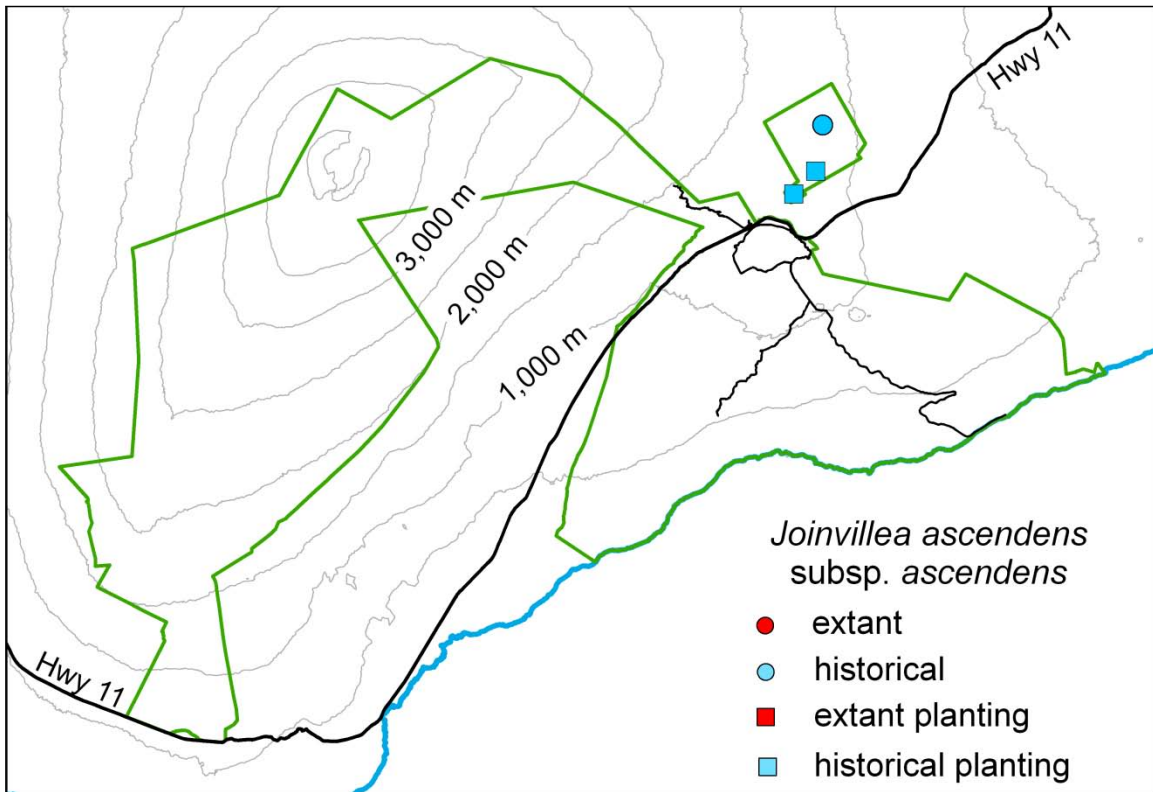 Hwy 11
3,000 m
2,000 m
1,000 m
Hwy 11
Joinvillea ascendens
subsp. ascendens
extant
historical
extant planting
historical planting